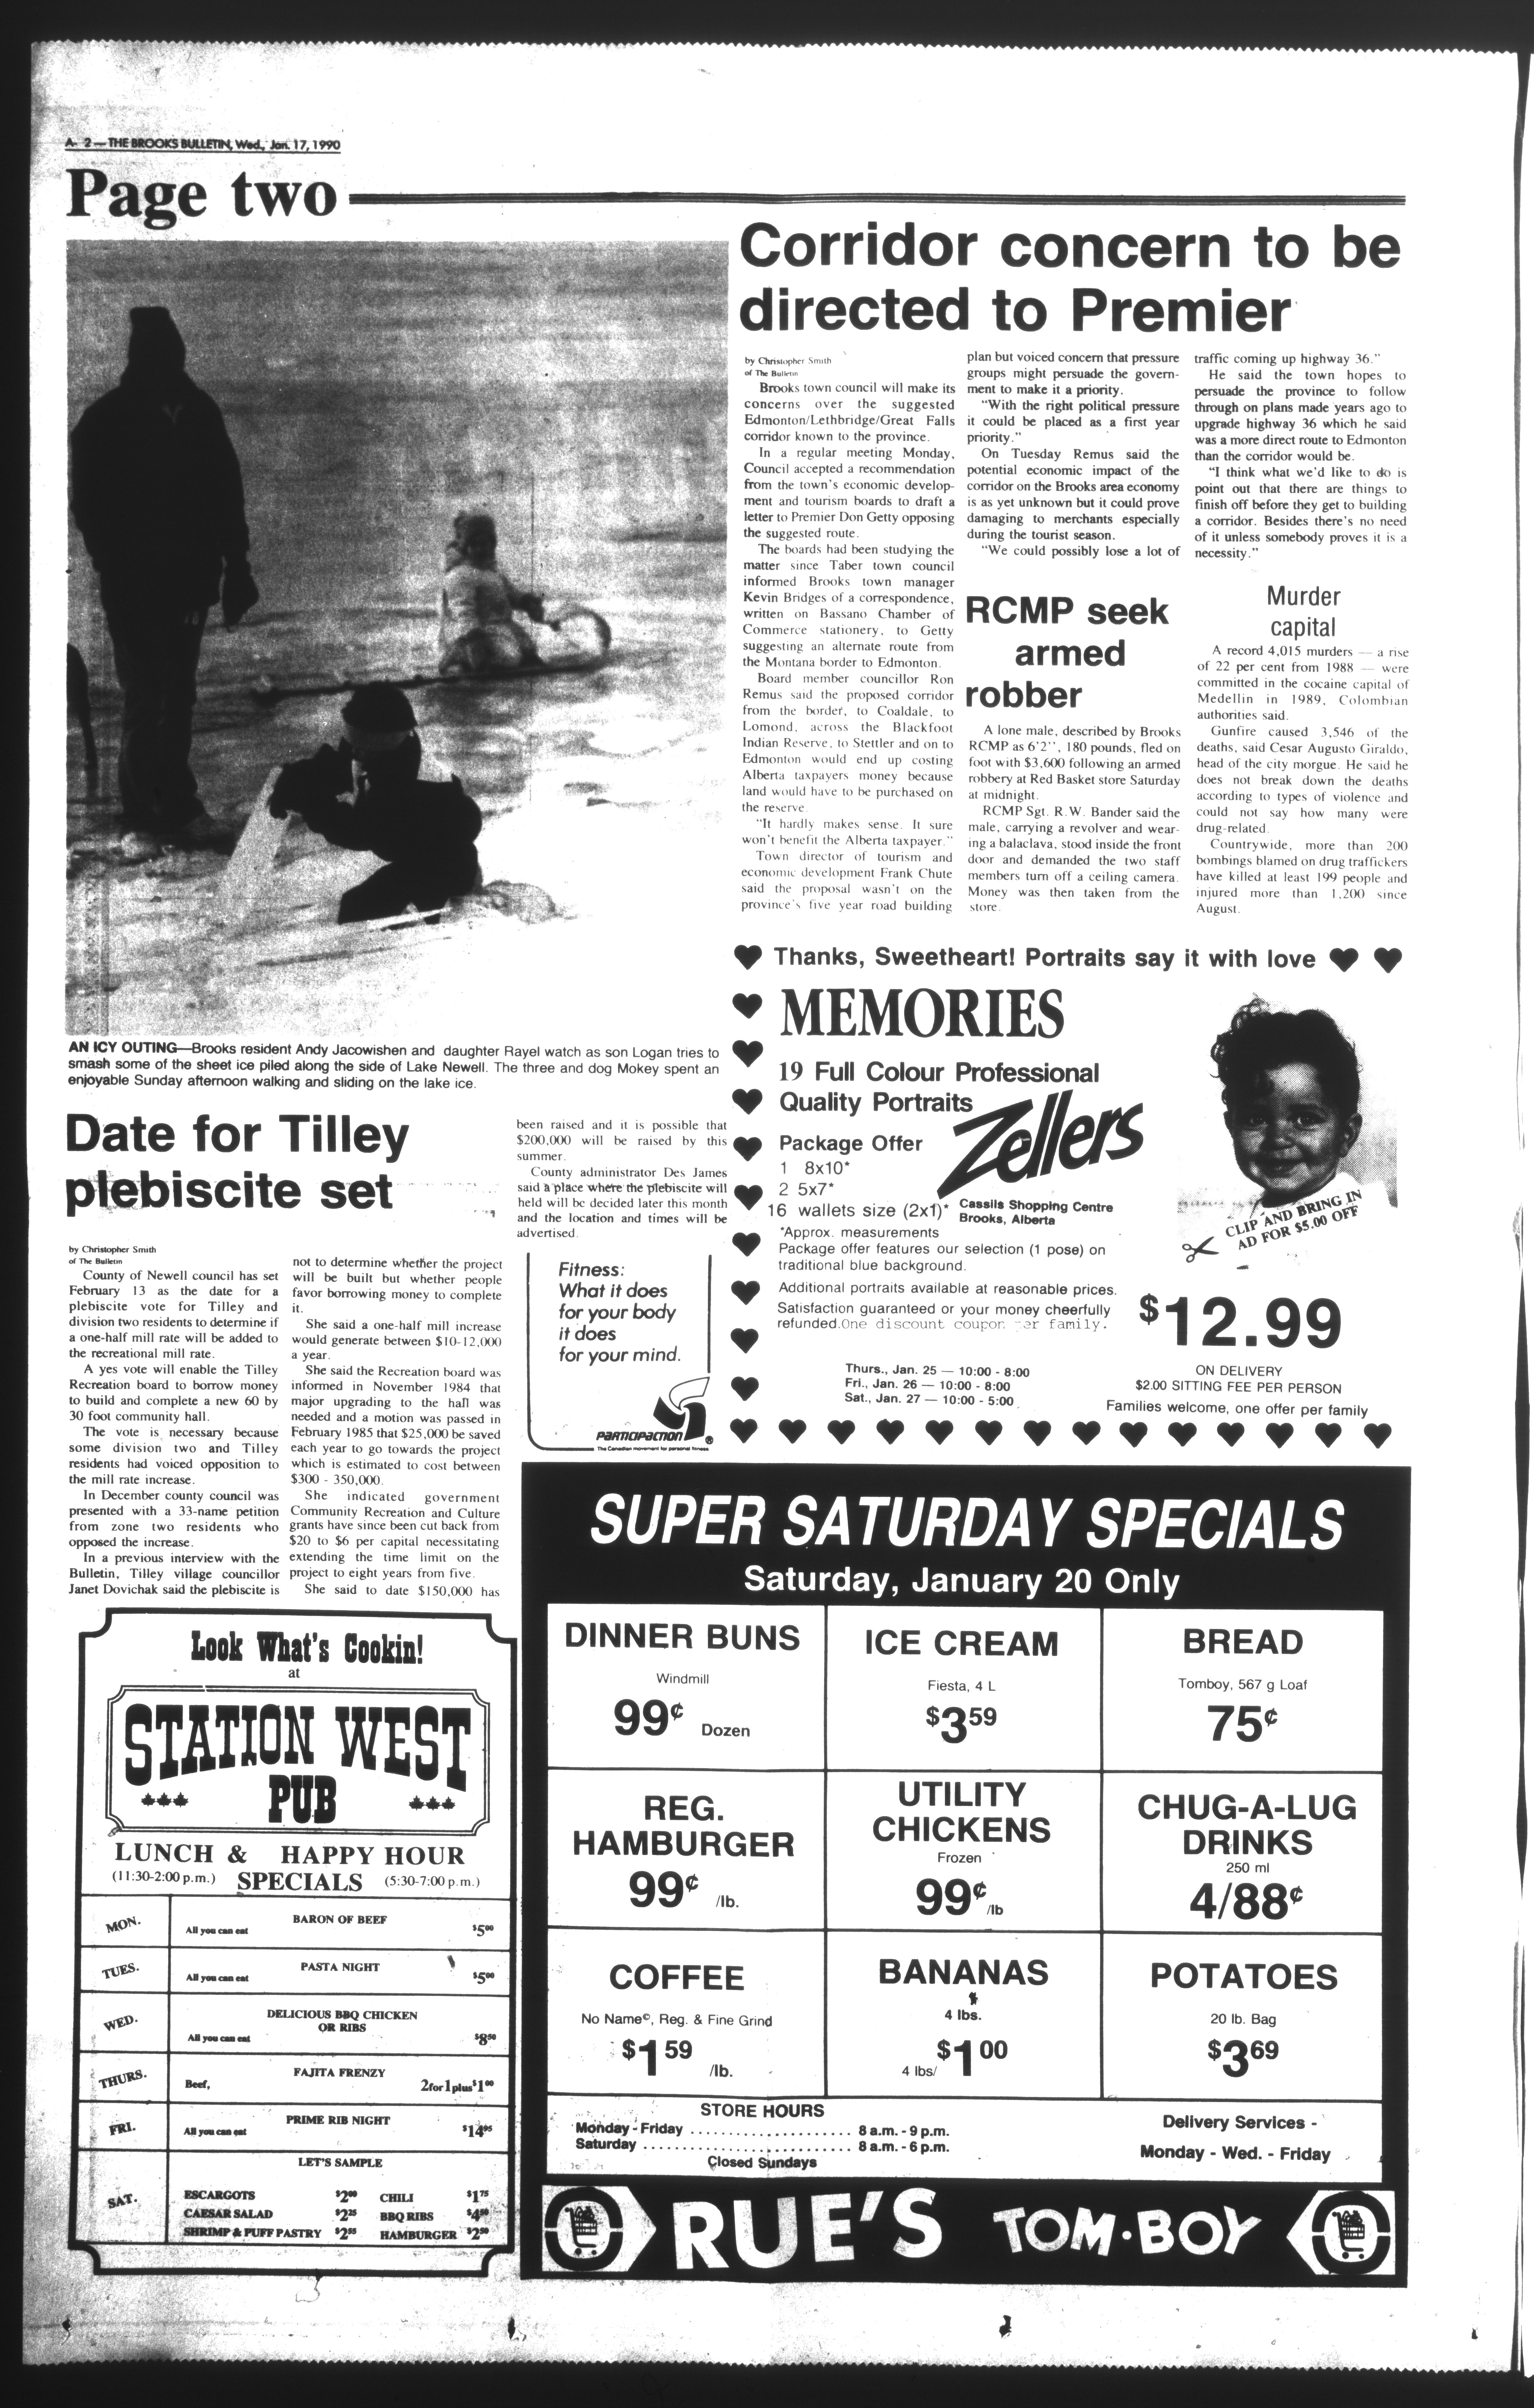 A- 2 — THE BROOKS BULLETIN, Wed., Jan. 17, 1990
Page two
AN ICY OUTING—Brooks resident Andy Jacowishen and daughter Rayel watch as son Logan tries to
smash some of the sheet ice piled along the side of Lake Newell. The three and dog Mokey spent an
enjoyable Sunday afternoon walking and sliding on the lake ice.
Corridor concern to be
directed to Premier
by Christopher Smith
of The Bulletin
Brooks town council will make its
concerns over the suggested
Edmonton/Lethbridge/Great Falls
corridor known to the province.
In a regular meeting Monday,
Council accepted a recommendation
from the town's economic develop-
ment and tourism boards to draft a
letter to Premier Don Getty opposing
the suggested route.
The boards had been studying the
matter since Taber town council
informed Brooks town manager
Kevin Bridges of a correspondence,
written on Bassano Chamber of
Commerce stationery, to Getty
suggesting an alternate route from
the Montana border to Edmonton.
Board member councillor Ron
Remus said the proposed corridor
from the border, to Coaldale, to
Lomond, across the Blackfoot
Indian Reserve, to Stettler and on to
Edmonton would end up costing
Alberta taxpayers money because
land would have to be purchased on
the reserve.
"It hardly makes sense. It sure
won't benefit the Alberta taxpayer."
Town director of tourism and
economic development Frank Chute
said the proposal wasn't on the
province's five year road building
plan but voiced concern that pressure
groups might persuade the govern-
ment to make it a priority.
"With the right political pressure
it could be placed as a first year
priority."
On Tuesday Remus said the
potential economic impact of the
corridor on the Brooks area economy
is as yet unknown but it could prove
damaging to merchants especially
during the tourist season.
"We could possibly lose a lot of
traffic coming up highway 36."
He said the town hopes to
persuade the province to follow
through on plans made years ago to
upgrade highway 36 which he said
was a more direct route to Edmonton
than the corridor would be.
"I think what we'd like to do is
point out that there are things to
finish off before they get to building
a corridor. Besides there's no need
of it unless somebody proves it is a
necessity."
RCMP seek
armed
robber
A lone male, described by Brooks
RCMP as 6'2'', 180 pounds, fled on
foot with $3,600 following an armed
robbery at Red Basket store Saturday
at midnight.
RCMP Sgt. R.W. Bander said the
male, carrying a revolver and wear-
ing a balaclava, stood inside the front
door and demanded the two staff
members turn off a ceiling camera.
Money was then taken from the
store.
Murder
capital
A record 4,015 murders — a rise
of 22 per cent from 1988 — were
committed in the cocaine capital of
Medellin in 1989, Colombian
authorities said.
Gunfire caused 3,546 of the
deaths, said Cesar Augusto Giraldo,
head of the city morgue. He said he
does not break down the deaths
according to types of violence and
could not say how many were
drug-related.
Countrywide, more than 200
bombings blamed on drug traffickers
have killed at least 199 people and
injured more than 1,200 since
August.
Date for Tilley
plebiscite set
by Christopher Smith
of The Bulletin
County of Newell council has set
February 13 as the date for a
plebiscite vote for Tilley and
division two residents to determine if
a one-half mill rate will be added to
the recreational mill rate.
A yes vote will enable the Tilley
Recreation board to borrow money
to build and complete a new 60 by
30 foot community hall.
The vote is necessary because
some division two and Tilley
residents had voiced opposition to
the mill rate increase.
In December county council was
presented with a 33-name petition
from zone two residents who
opposed the increase.
In a previous interview with the
Bulletin, Tilley village councillor
Janet Dovichak said the plebiscite is
not to determine whether the project
will be built but whether people
favor borrowing money to complete
it.
She said a one-half mill increase
would generate between $10-12,000
a year.
She said the Recreation board was
informed in November 1984 that
major upgrading to the hall was
needed and a motion was passed in
February 1985 that $25,000 be saved
each year to go towards the project
which is estimated to cost between
$300 - 350,000.
She indicated government
Community Recreation and Culture
grants have since been cut back from
$20 to $6 per capital necessitating
extending the time limit on the
project to eight years from five.
She said to date $150,000 has
been raised and it is possible that
$200,000 will be raised by this
summer.
County administrator Des James
said a place where the plebiscite will
held will be decided later this month
and the location and times will be
advertised.
Fitness:
What it does
for your body
it does
for your mind.
PARTICIPACTION ®
The Canadian movement for personal fitness.
Thanks, Sweetheart! Portraits say it with love
MEMORIES
19 Full Colour Professional
Quality Portraits
Zellers
Package Offer
1 8x10*
2 5x7*
16 wallets size (2x1)*
Cassils Shopping Centre
Brooks, Alberta
CLIP AND BRING IN
AD FOR $5.00 OFF
*Approx. measurements
Package offer features our selection (1 pose) on
traditional blue background.
Additional portraits available at reasonable prices.
Satisfaction guaranteed or your money cheerfully
refunded. One discount coupon per family.
$12.99
Thurs., Jan. 25 — 10:00 - 8:00
Fri., Jan. 26 — 10:00 - 8:00
Sat., Jan. 27 — 10:00 - 5:00
ON DELIVERY
$2.00 SITTING FEE PER PERSON
Families welcome, one offer per family
Look What's Cookin!
at
STATION WEST
PUB
LUNCH & HAPPY HOUR
(11:30-2:00 p.m.) SPECIALS (5:30-7:00 p.m.)
MON. BARON OF BEEF
All you can eat $5.00
TUES. PASTA NIGHT
All you can eat $5.00
WED. DELICIOUS BBQ CHICKEN
OR RIBS
All you can eat $8.50
THURS. FAJITA FRENZY
Beef, 2 for 1 plus $1.00
FRI. PRIME RIB NIGHT
All you can eat $14.95
SAT. LET'S SAMPLE
ESCARGOTS $2.00 CHILI $1.75
CAESAR SALAD $2.25 BBQ RIBS
SHRIMP & PUFF PASTRY HAMBURGER $2.50
SUPER SATURDAY SPECIALS
Saturday, January 20 Only
DINNER BUNS
Windmill
99¢ Dozen
ICE CREAM
Fiesta, 4 L
$3.59
BREAD
Tomboy, 567 g Loaf
75¢
REG.
HAMBURGER
99¢ /lb.
UTILITY
CHICKENS
Frozen
99¢ /lb
CHUG-A-LUG
DRINKS
250 ml
4/88¢
COFFEE
No Name©, Reg. & Fine Grind
$1.59 /lb.
BANANAS
4 lbs.
4 lbs/ $1.00
POTATOES
20 lb. Bag
$3.69
STORE HOURS
Monday - Friday .................... 8 a.m. - 9 p.m.
Saturday .......................... 8 a.m. - 6 p.m.
Closed Sundays
Delivery Services -
Monday - Wed. - Friday
RUE'S TOM•BOY